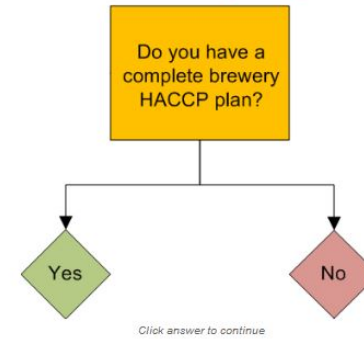 Do you have a
complete brewery
HACCP plan?
Yes
No
Click answer to continue